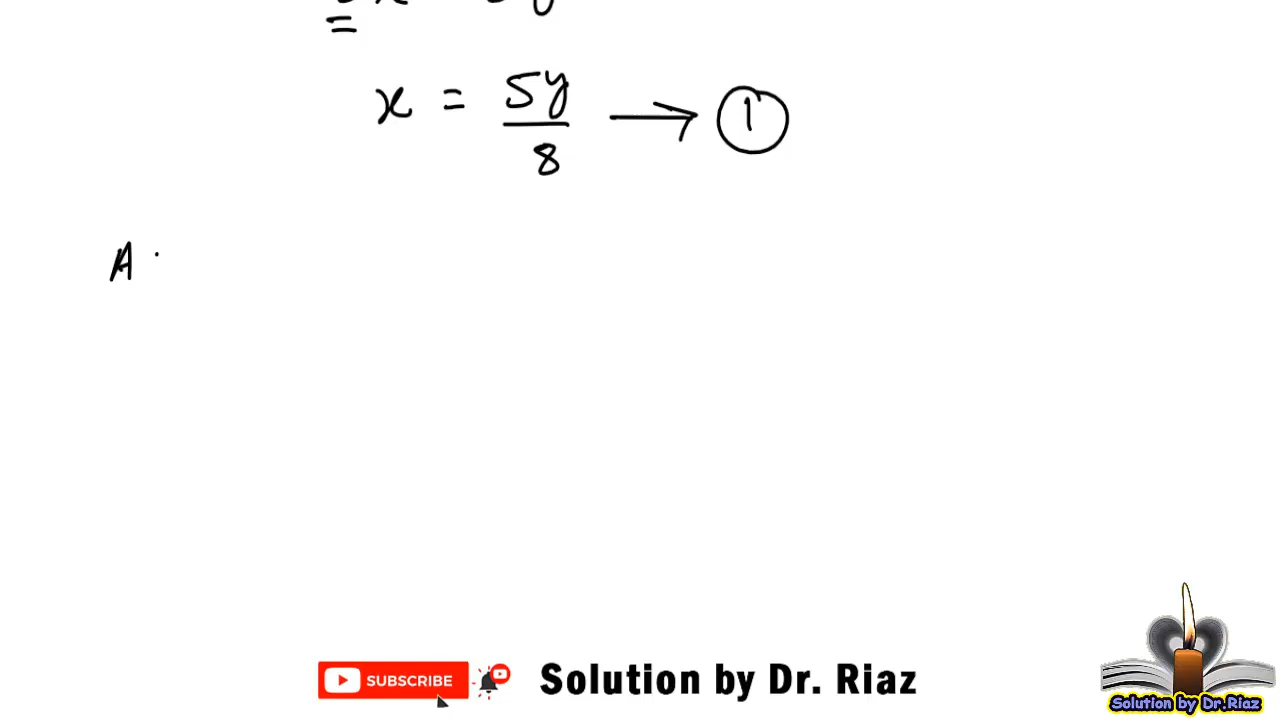 x = 5y/8 → ①
A
SUBSCRIBE
Solution by Dr. Riaz
Solution by Dr.Riaz